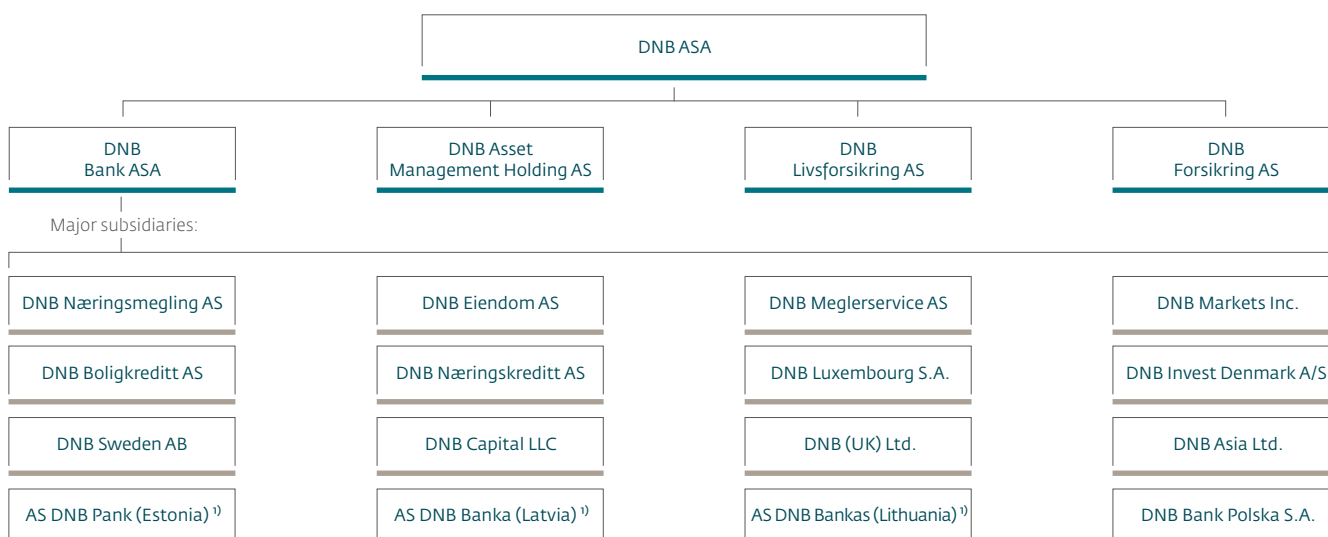 DNB ASA
DNB
Bank ASA
DNB Asset
Management Holding AS
DNB
Livsforsikring AS
DNB
Forsikring AS
Major subsidiaries:
DNB Næringsmegling AS
DNB Eiendom AS
DNB Meglerservice AS
DNB Markets Inc.
DNB Boligkreditt AS
DNB Næringskreditt AS
DNB Luxembourg S.A.
DNB Invest Denmark A/S
DNB Sweden AB
DNB Capital LLC
DNB (UK) Ltd.
DNB Asia Ltd.
AS DNB Pank (Estonia) ¹⁾
AS DNB Banka (Latvia) ¹⁾
AS DNB Bankas (Lithuania) ¹⁾
DNB Bank Polska S.A.